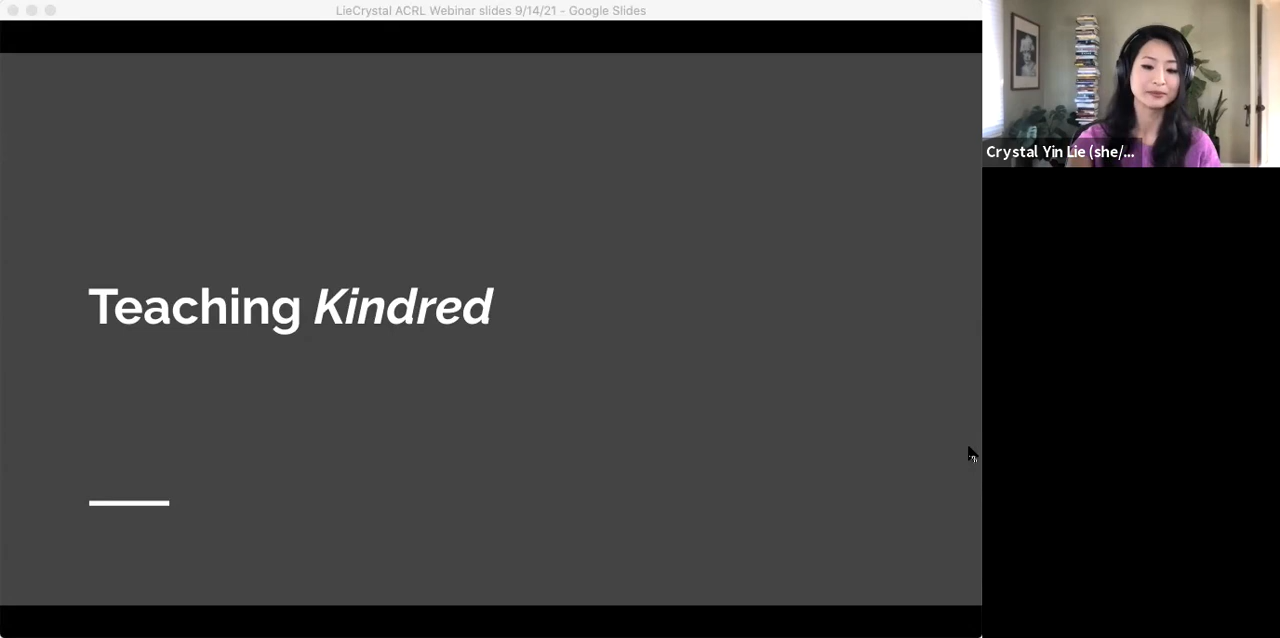 LieCrystal ACRL Webinar slides 9/14/21 - Google Slides
Teaching Kindred
Crystal Yin Lie (she/...